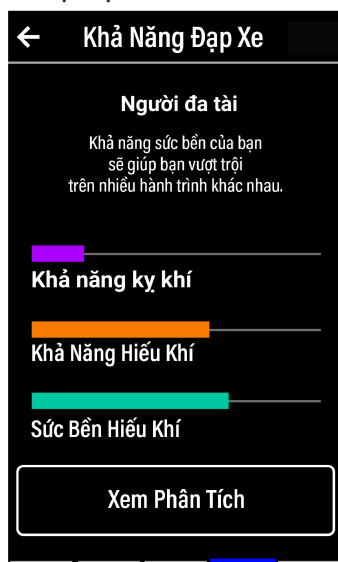 Khả Năng Đạp Xe
Người đa tài
Khả năng sức bền của bạn
sẽ giúp bạn vượt trội
trên nhiều hành trình khác nhau.
Khả năng kỵ khí
Khả Năng Hiếu Khí
Sức Bền Hiếu Khí
Xem Phân Tích